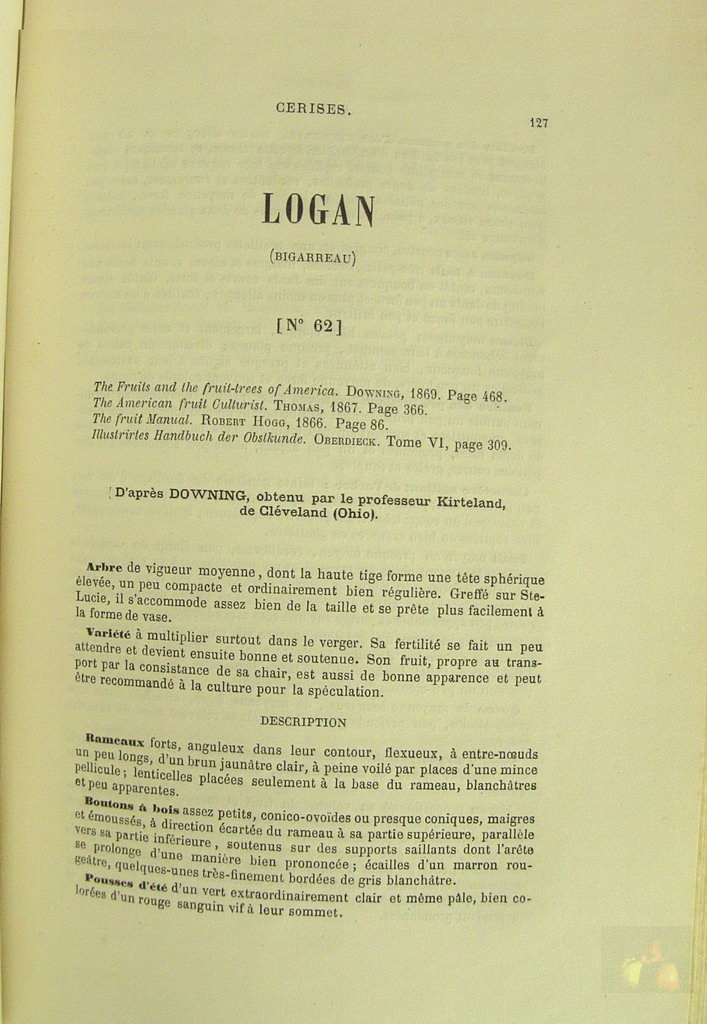 CERISES.
127
LOGAN
(BIGARREAU)
[N° 62]
The Fruits and the fruit-trees of America. DOWNING, 1869. Page 468.
The American fruit Culturist. THOMAS, 1867. Page 366.
The fruit Manual. ROBERT HOGG, 1866. Page 86.
Illustrirtes Handbuch der Obstkunde. OBERDIECK. Tome VI, page 309.
D'après DOWNING, obtenu par le professeur Kirteland,
de Cléveland (Ohio).
Arbre de vigueur moyenne, dont la haute tige forme une tête sphérique
élevée, un peu compacte et ordinairement bien régulière. Greffé sur Ste-
Lucie, il s'accommode assez bien de la taille et se prête plus facilement à
la forme de vase.
Variété à multiplier surtout dans le verger. Sa fertilité se fait un peu
attendre et devient ensuite bonne et soutenue. Son fruit, propre au trans-
port par la consistance de sa chair, est aussi de bonne apparence et peut
être recommandé à la culture pour la spéculation.
DESCRIPTION
Rameaux forts, anguleux dans leur contour, flexueux, à entre-nœuds
un peu longs, d'un brun jaunâtre clair, à peine voilé par places d'une mince
pellicule; lenticelles placées seulement à la base du rameau, blanchâtres
et peu apparentes.
Boutons à bois assez petits, conico-ovoïdes ou presque coniques, maigres
et émoussés, à direction écartée du rameau à sa partie supérieure, parallèle
vers sa partie inférieure, soutenus sur des supports saillants dont l'arête
se prolonge d'une manière bien prononcée; écailles d'un marron rou-
geâtre, quelques-unes très-finement bordées de gris blanchâtre.
Pousses d'été d'un vert extraordinairement clair et même pâle, bien co-
lorées d'un rouge sanguin vif à leur sommet.